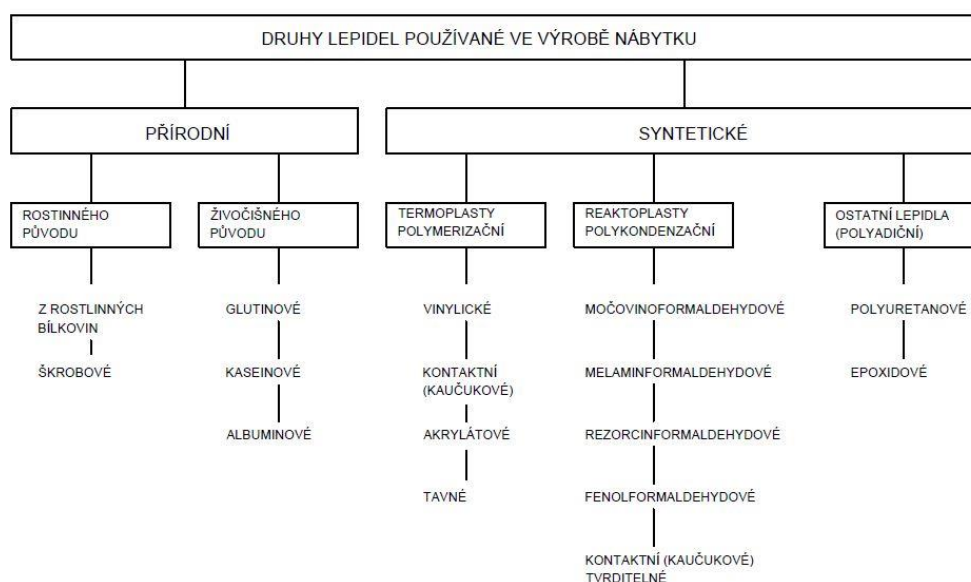 DRUHY LEPIDEL POUŽÍVANÉ VE VÝROBĚ NÁBYTKU
PŘÍRODNÍ
SYNTETICKÉ
ROSTINNÉHO
PŮVODU
ŽIVOČIŠNÉHO
PŮVODU
TERMOPLASTY
POLYMERIZAČNÍ
REAKTOPLASTY
POLYKONDENZAČNÍ
OSTATNÍ LEPIDLA
(POLYADIČNÍ)
Z ROSTLINNÝCH
BÍLKOVIN
ŠKROBOVÉ
GLUTINOVÉ
KASEINOVÉ
ALBUMINOVÉ
VINYLICKÉ
KONTAKTNÍ
(KAUČUKOVÉ)
AKRYLÁTOVÉ
TAVNÉ
MOČOVINOFORMALDEHYDOVÉ
MELAMINFORMALDEHYDOVÉ
REZORCINFORMALDEHYDOVÉ
FENOLFORMALDEHYDOVÉ
KONTAKTNÍ (KAUČUKOVÉ)
TVRDITELNÉ
POLYURETANOVÉ
EPOXIDOVÉ